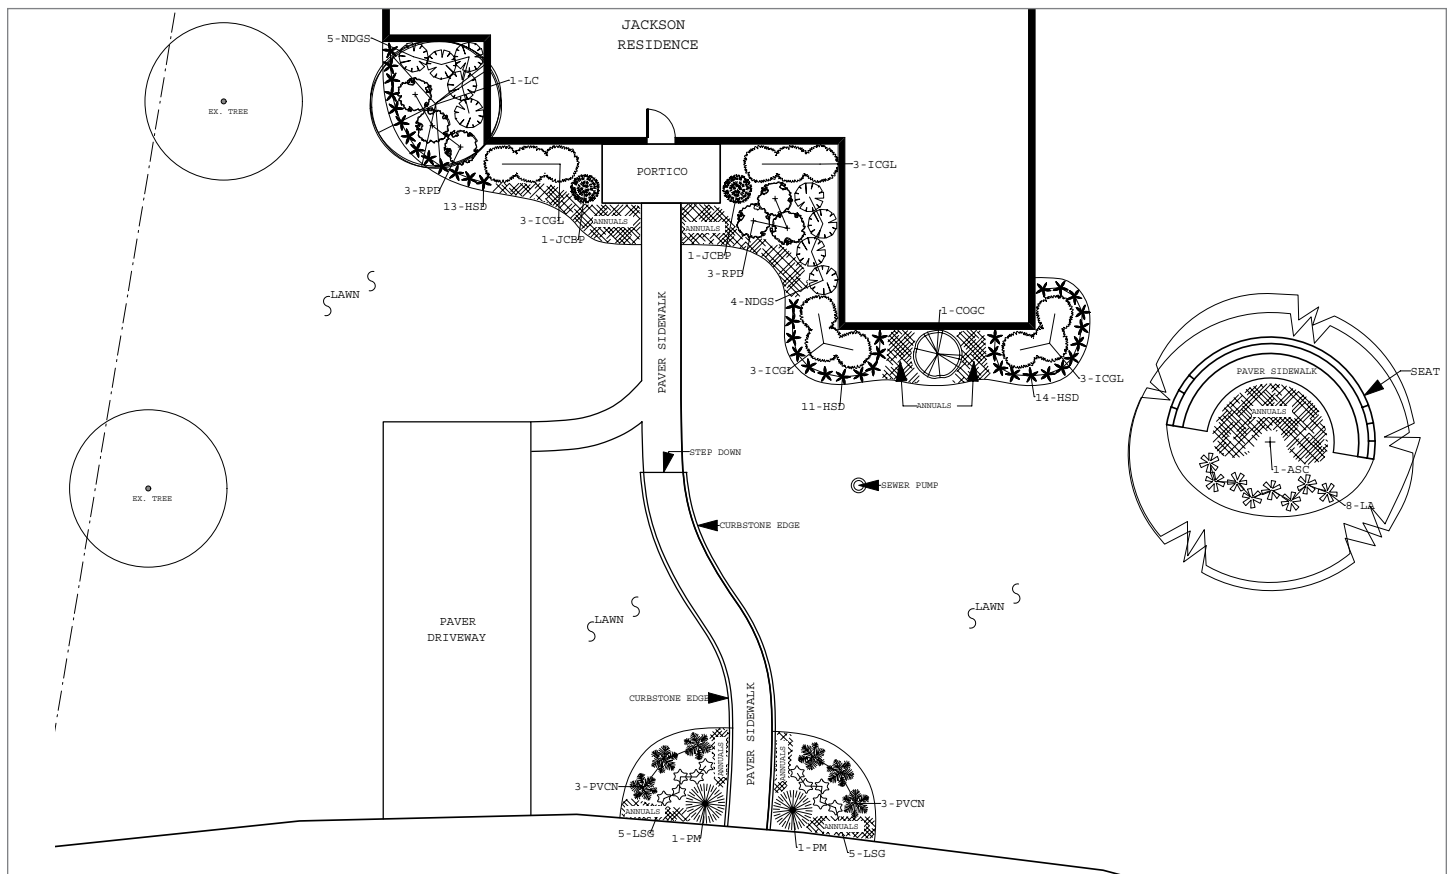 JACKSON
RESIDENCE
5-NDGS
1-LC
EX. TREE
PORTICO
3-ICGL
3-RPD
13-HSD
3-ICGL
1-JCBP
ANNUALS
ANNUALS
1-JCBP
3-RPD
4-NDGS
LAWN
PAVER SIDEWALK
1-COGC
3-ICGL
11-HSD
ANNUALS
3-ICGL
14-HSD
PAVER SIDEWALK
SEAT
ANNUALS
1-ASC
8-LA
STEP DOWN
SEWER PUMP
EX. TREE
CURBSTONE EDGE
LAWN
LAWN
PAVER
DRIVEWAY
CURBSTONE EDGE
PAVER SIDEWALK
ANNUALS
ANNUALS
3-PVCN
3-PVCN
ANNUALS
ANNUALS
5-LSG
1-PM
1-PM
5-LSG